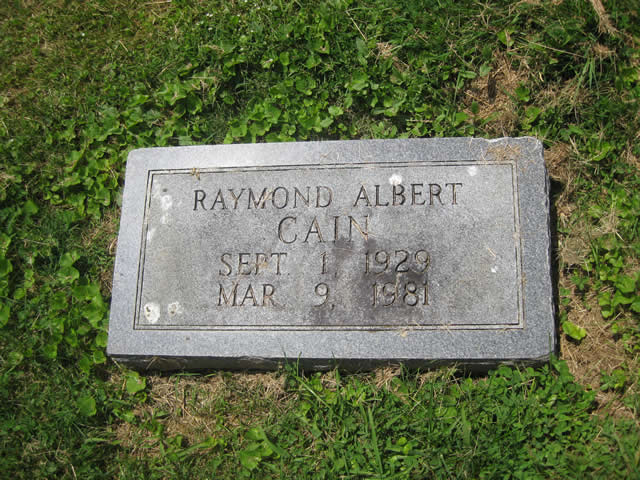 RAYMOND ALBERT
CAIN
SEPT 1, 1929
MAR 9, 1981